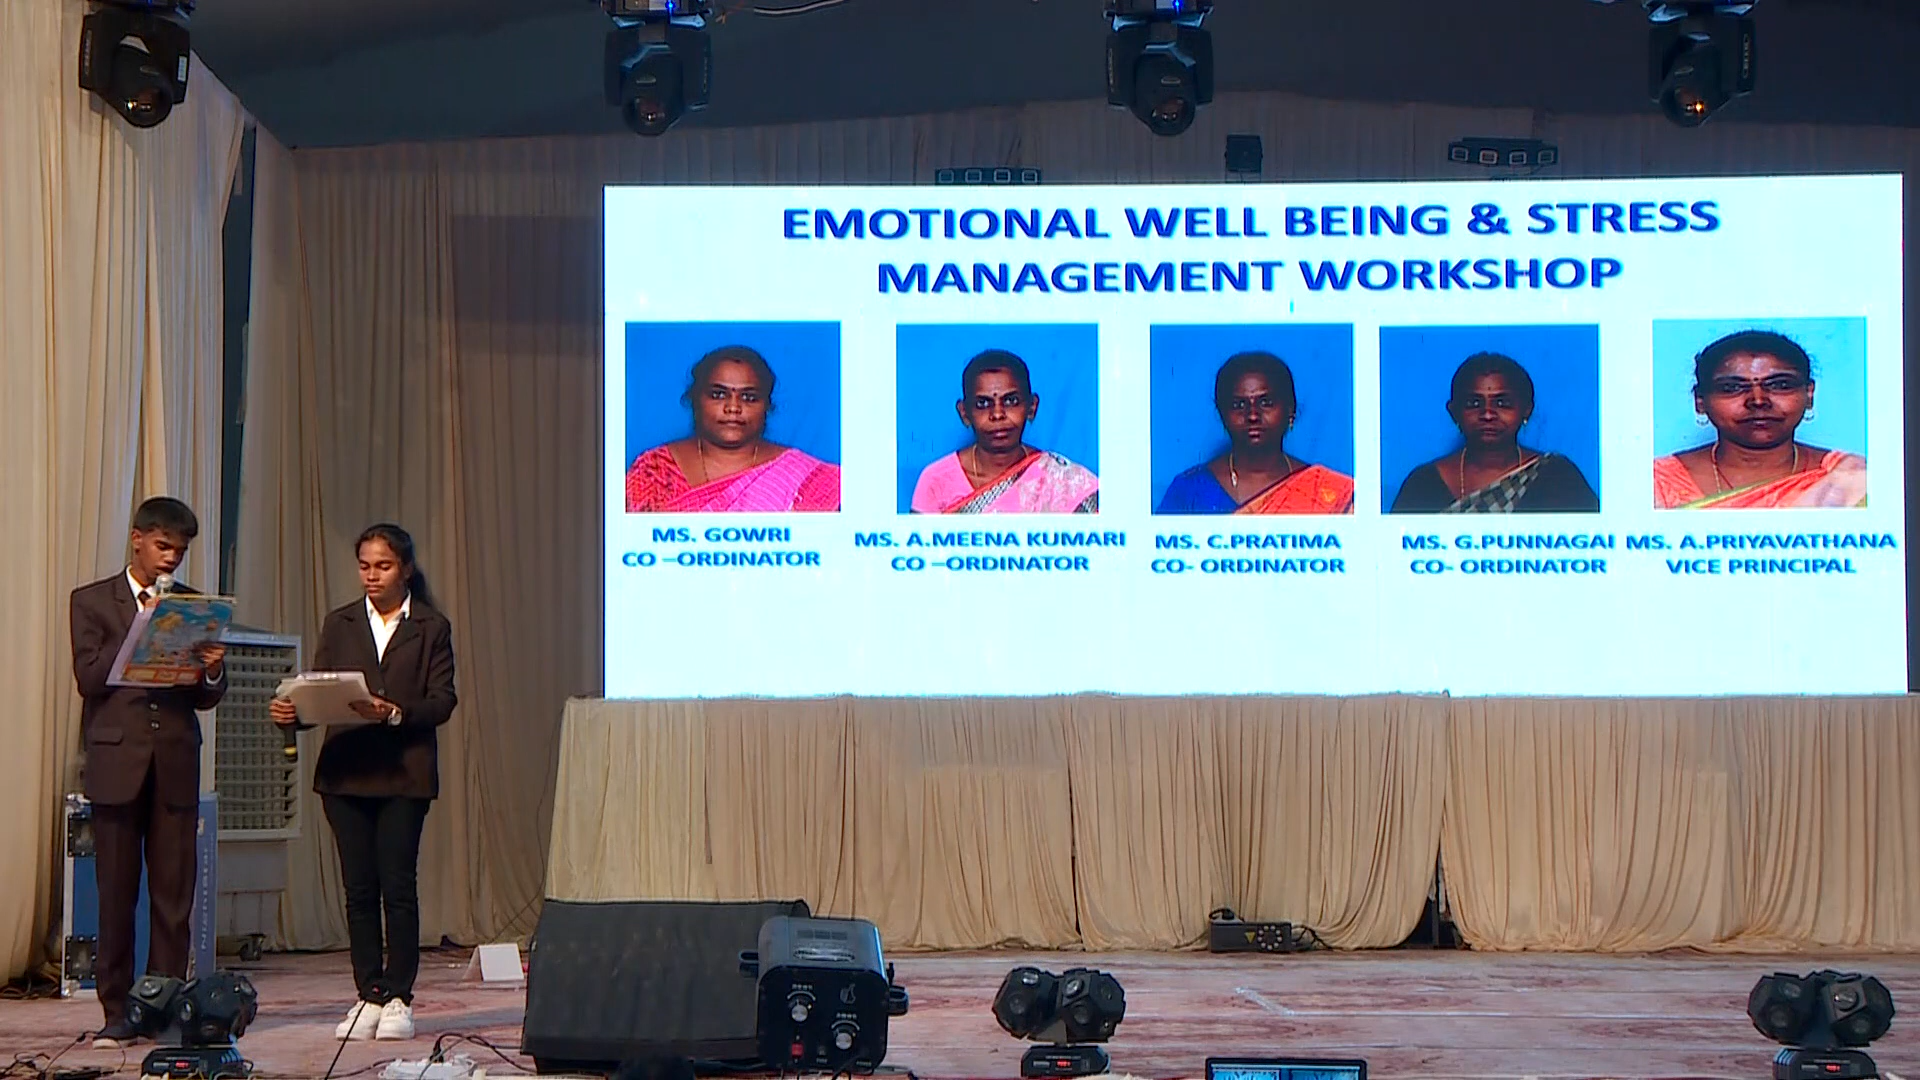 EMOTIONAL WELL BEING & STRESS
MANAGEMENT WORKSHOP
MS. GOWRI
CO –ORDINATOR
MS. A.MEENA KUMARI
CO –ORDINATOR
MS. C.PRATIMA
CO- ORDINATOR
MS. G.PUNNAGAI
CO- ORDINATOR
MS. A.PRIYAVATHANA
VICE PRINCIPAL